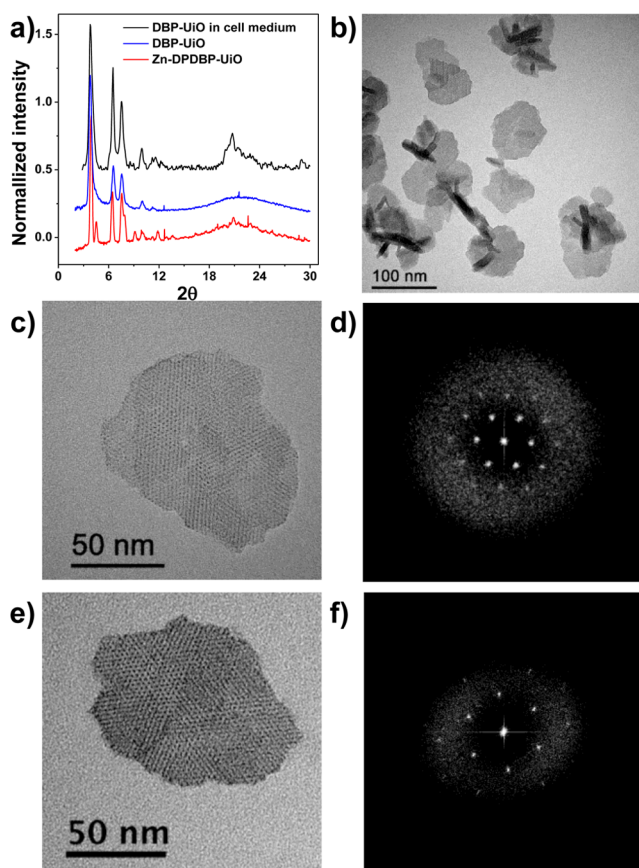 a)
DBP-UiO in cell medium
DBP-UiO
Zn-DPDBP-UiO
Normallized intensity
1.5
1.0
0.5
0.0
0 6 12 18 24 30
2θ
b)
100 nm
c)
50 nm
d)
e)
50 nm
f)